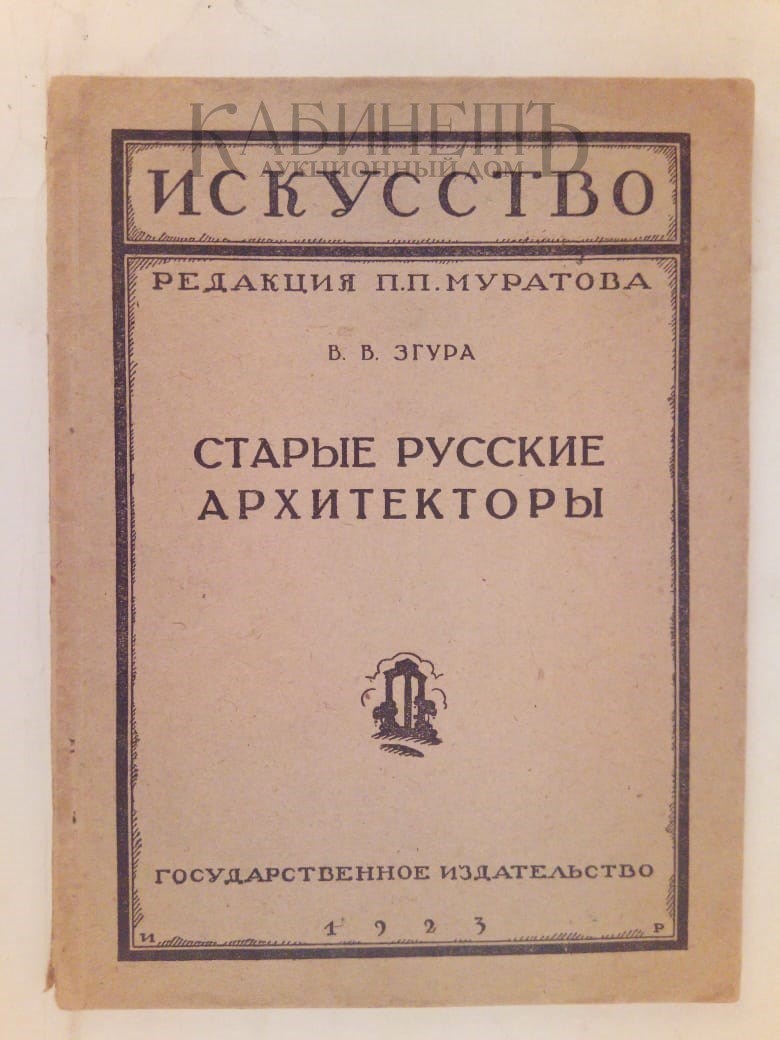 КАБИНЕТЪ
АУКЦИОННЫЙ ДОМ
ИСКУССТВО
РЕДАКЦИЯ П.П.МУРАТОВА
В. В. ЗГУРА
СТАРЫЕ РУССКИЕ
АРХИТЕКТОРЫ
ГОСУДАРСТВЕННОЕ ИЗДАТЕЛЬСТВО
1923
И Р